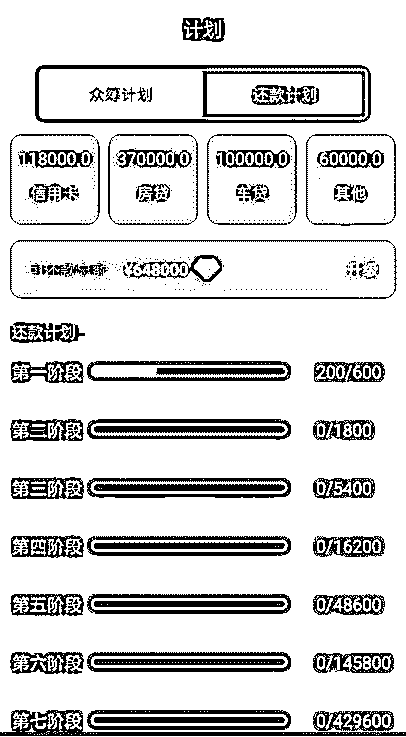 计划
众筹计划 还款计划
118000.0 370000.0 100000.0 60000.0
信用卡 房贷 车贷 其他
¥648000 升级
还款计划
第一阶段 200/600
第二阶段 0/1800
第三阶段 0/5400
第四阶段 0/16200
第五阶段 0/48600
第六阶段 0/145800
第七阶段 0/429600